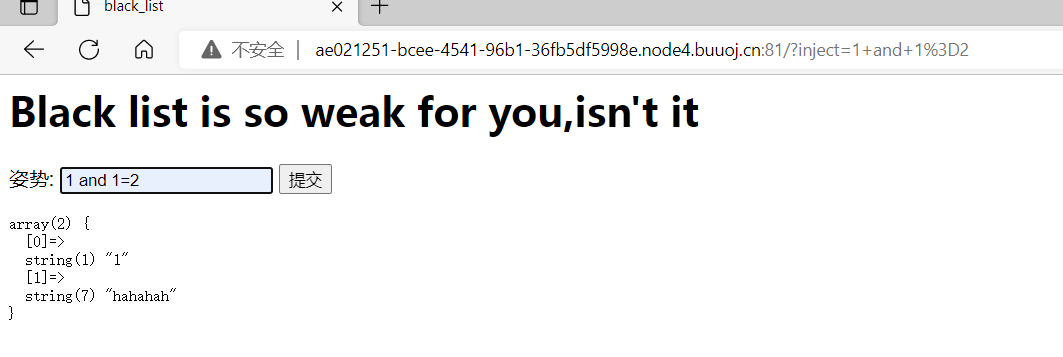 black_list
不安全 | ae021251-bcee-4541-96b1-36fb5df5998e.node4.buuoj.cn:81/?inject=1+and+1%3D2
Black list is so weak for you,isn't it
姿势: 1 and 1=2 提交
array(2) {
  [0]=>
  string(1) "1"
  [1]=>
  string(7) "hahahah"
}